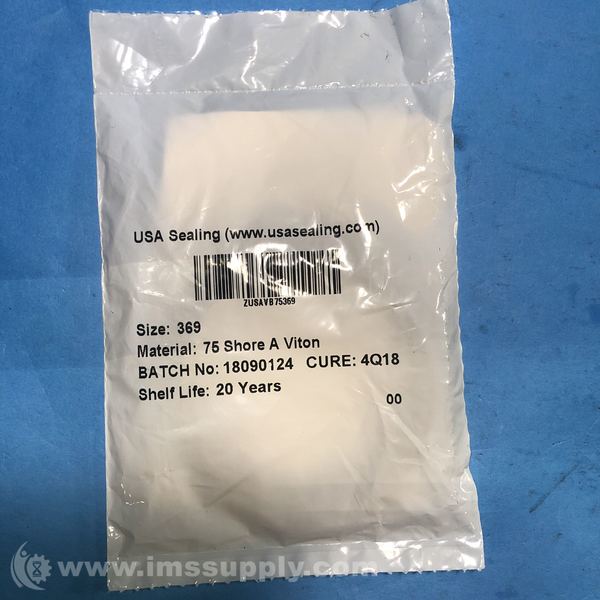 USA Sealing (www.usasealing.com)
ZUSAVB75369
Size: 369
Material: 75 Shore A Viton
BATCH No: 18090124 CURE: 4Q18
Shelf Life: 20 Years
00
www.imssupply.com